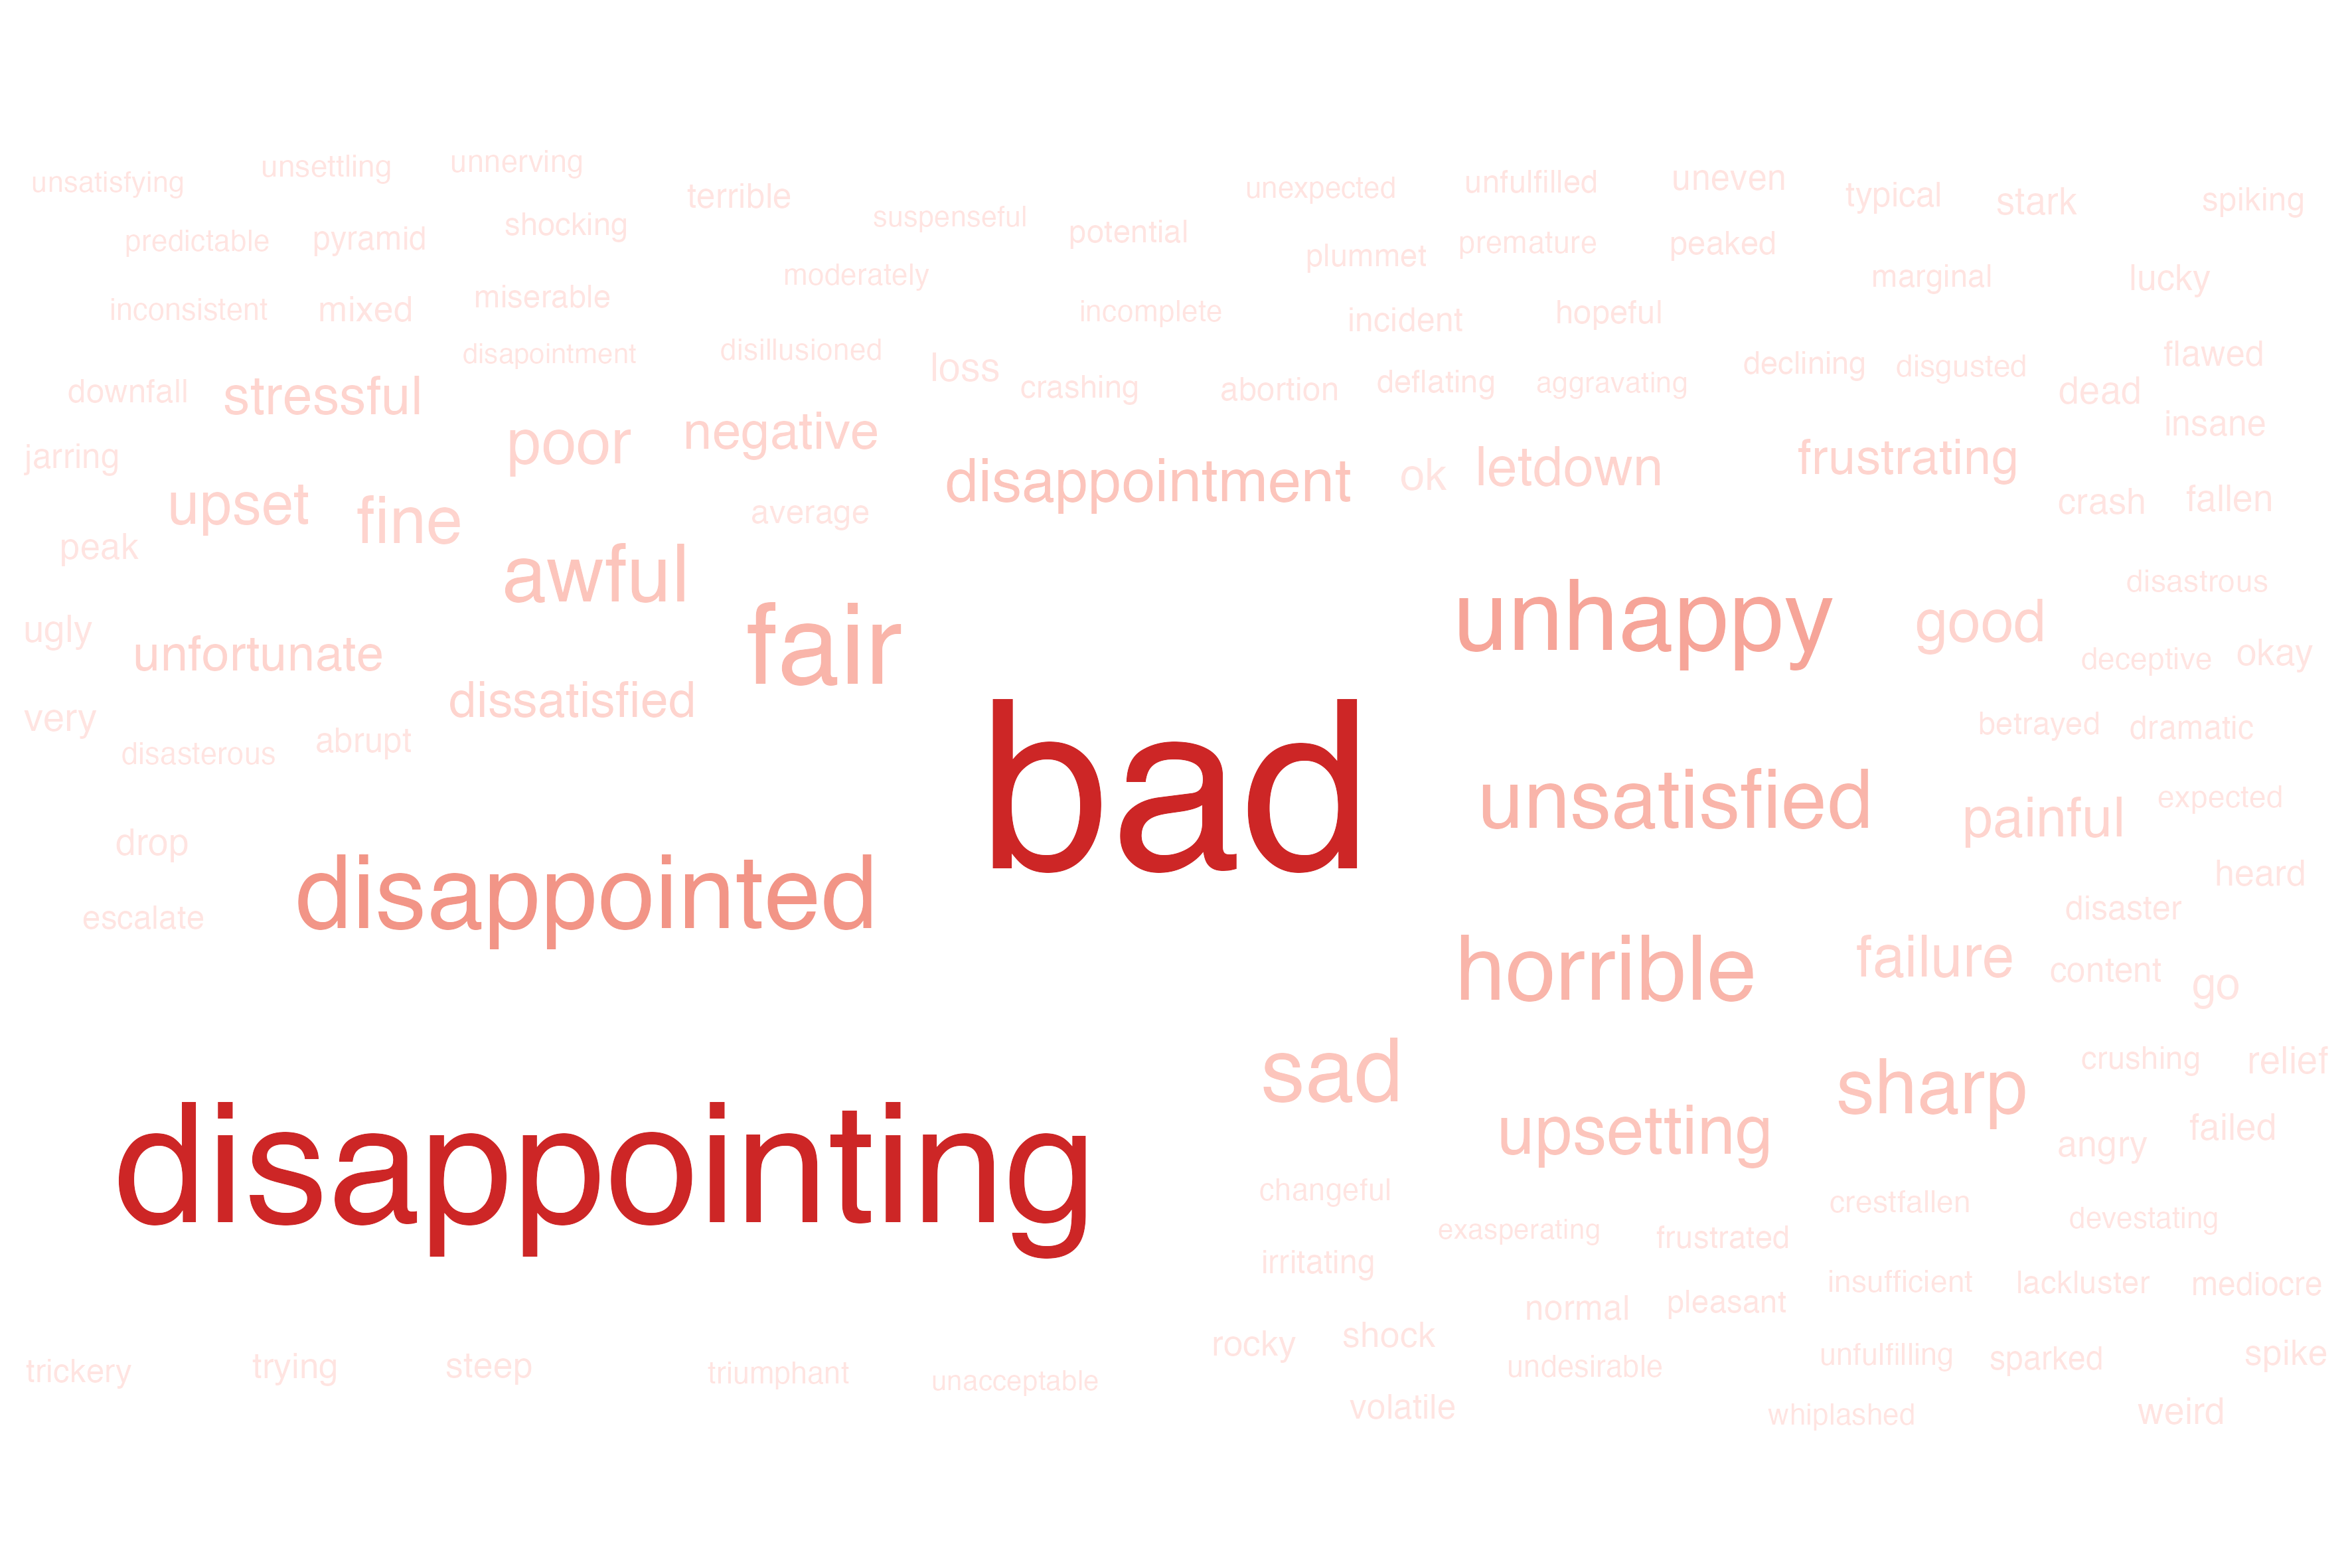 unsatisfying unsettling unnerving terrible suspenseful potential unexpected unfulfilled uneven typical stark spiking
predictable pyramid shocking moderately plummet premature peaked marginal lucky
inconsistent mixed miserable incomplete incident hopeful
disapointment disillusioned loss crashing abortion deflating aggravating declining disgusted dead flawed
downfall stressful poor negative disappointment ok letdown frustrating insane
jarring upset fine average crash fallen
peak awful disastrous
ugly unfortunate fair unhappy good deceptive okay
very dissatisfied betrayed dramatic
disasterous abrupt bad unsatisfied painful expected
drop disappointed heard
escalate horrible failure disaster content go
sad sharp crushing relief
disappointing upsetting angry failed
changeful exasperating frustrated crestfallen devestating
irritating normal pleasant insufficient lackluster mediocre
trickery trying steep triumphant unacceptable rocky shock undesirable unfulfilling sparked spike
volatile whiplashed weird